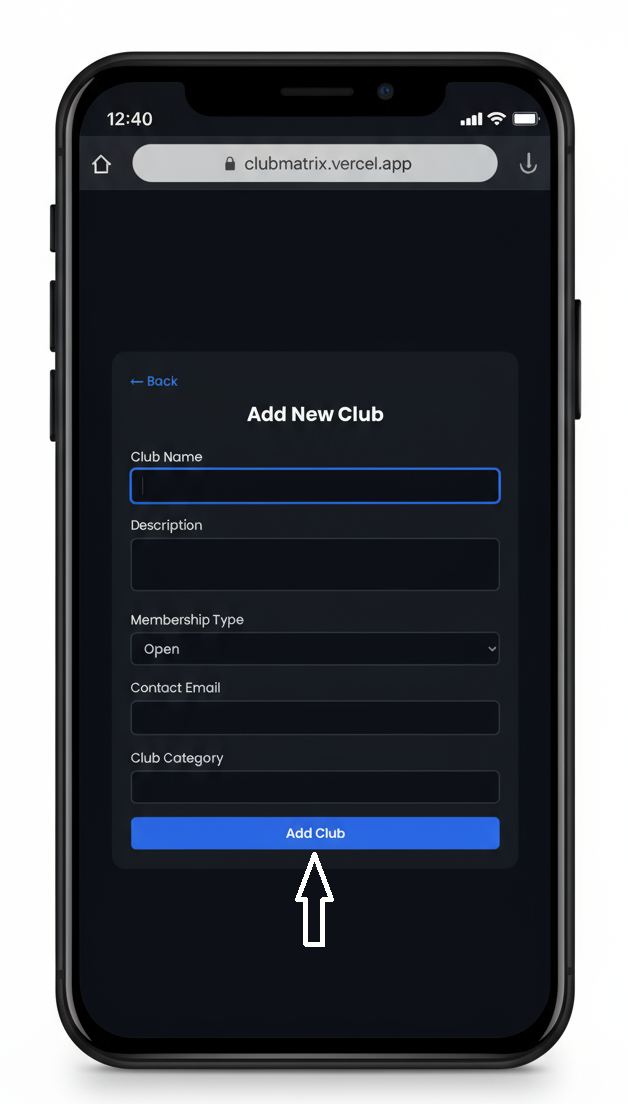 12:40
clubmatrix.vercel.app
← Back
Add New Club
Club Name
Description
Membership Type
Open
Contact Email
Club Category
Add Club